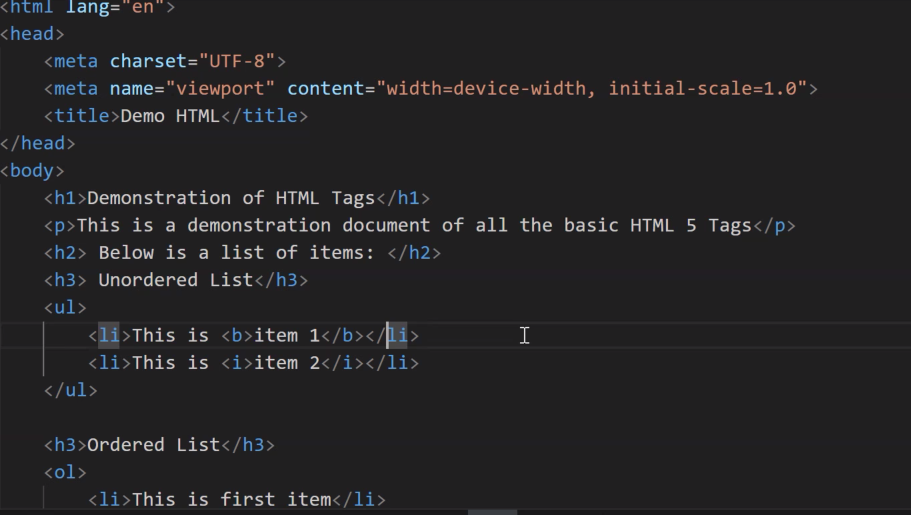 <html lang="en">
<head>
    <meta charset="UTF-8">
    <meta name="viewport" content="width=device-width, initial-scale=1.0">
    <title>Demo HTML</title>
</head>
<body>
    <h1>Demonstration of HTML Tags</h1>
    <p>This is a demonstration document of all the basic HTML 5 Tags</p>
    <h2> Below is a list of items: </h2>
    <h3> Unordered List</h3>
    <ul>
        <li>This is <b>item 1</b></li>
        <li>This is <i>item 2</i></li>
    </ul>
    <h3>Ordered List</h3>
    <ol>
        <li>This is first item</li>